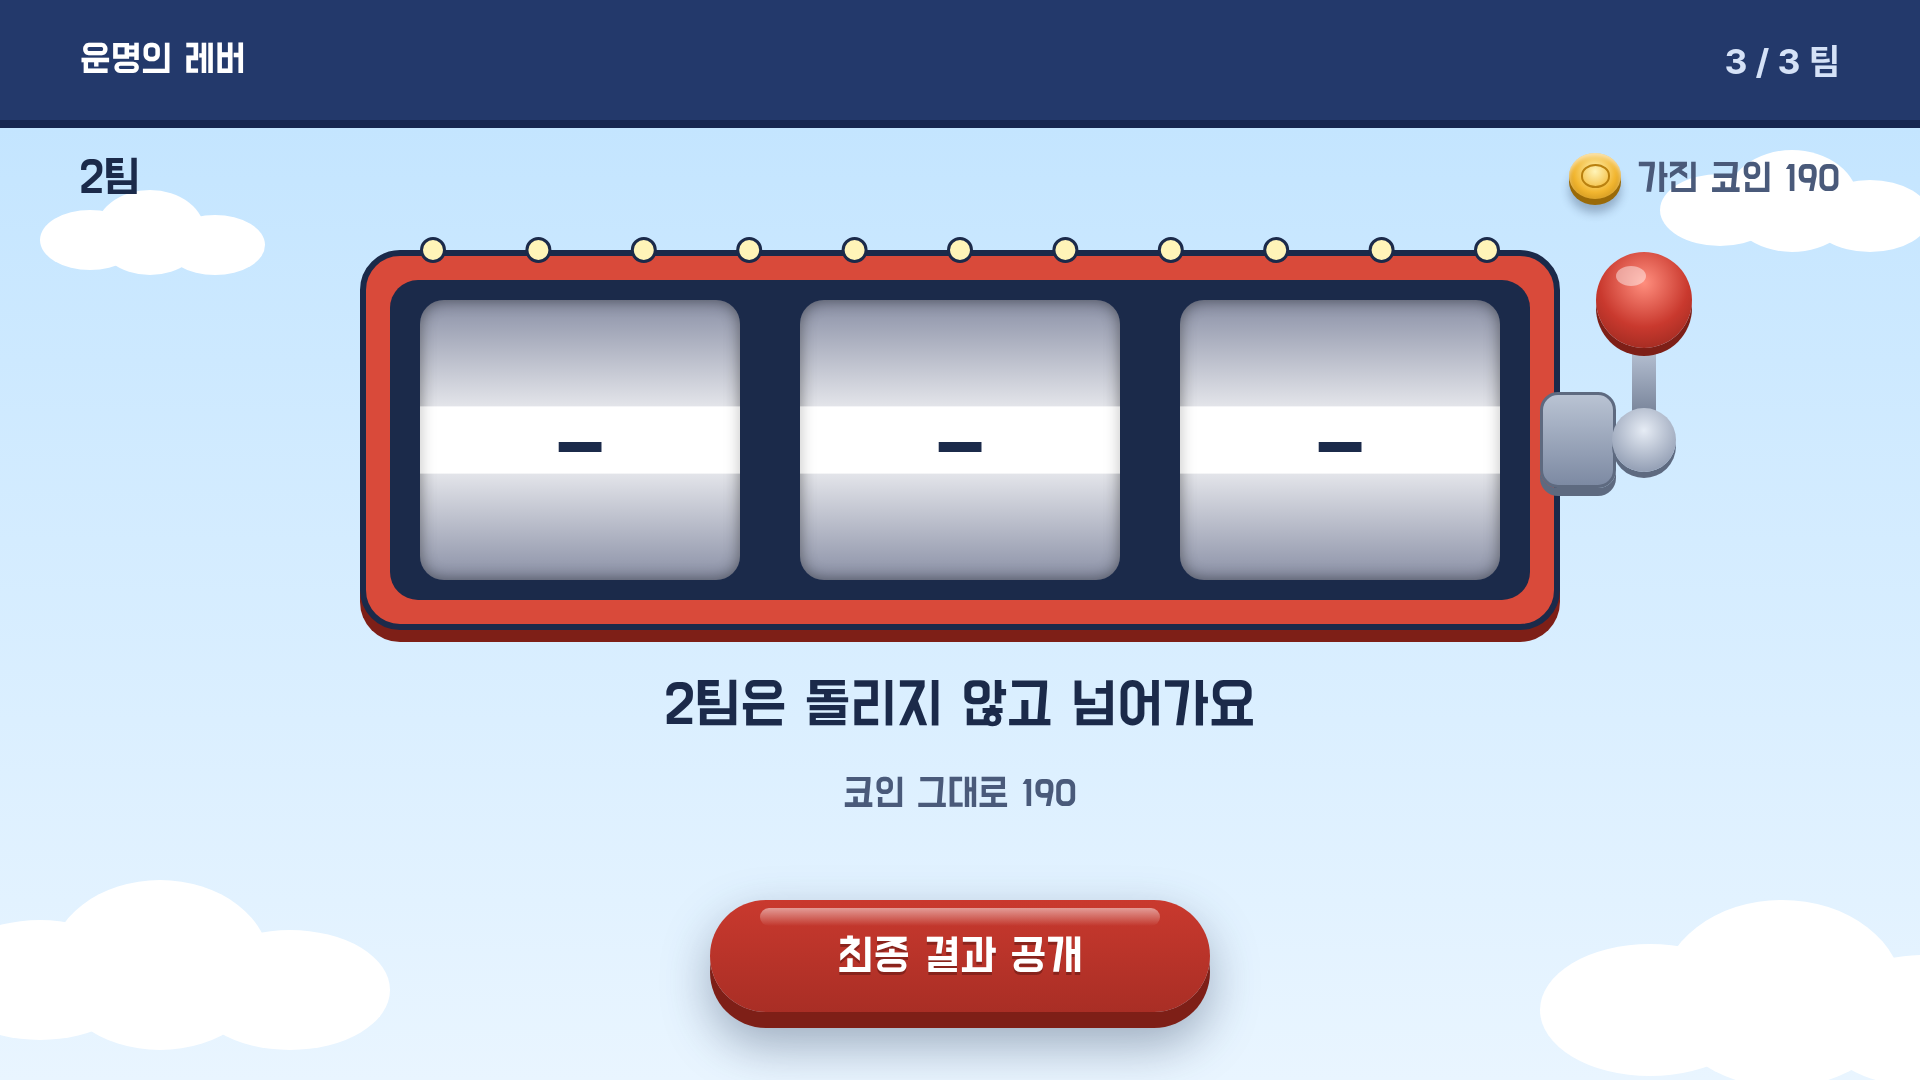 운명의 레버
3 / 3 팀
2팀
가진 코인 190
– – –
2팀은 돌리지 않고 넘어가요
코인 그대로 190
최종 결과 공개